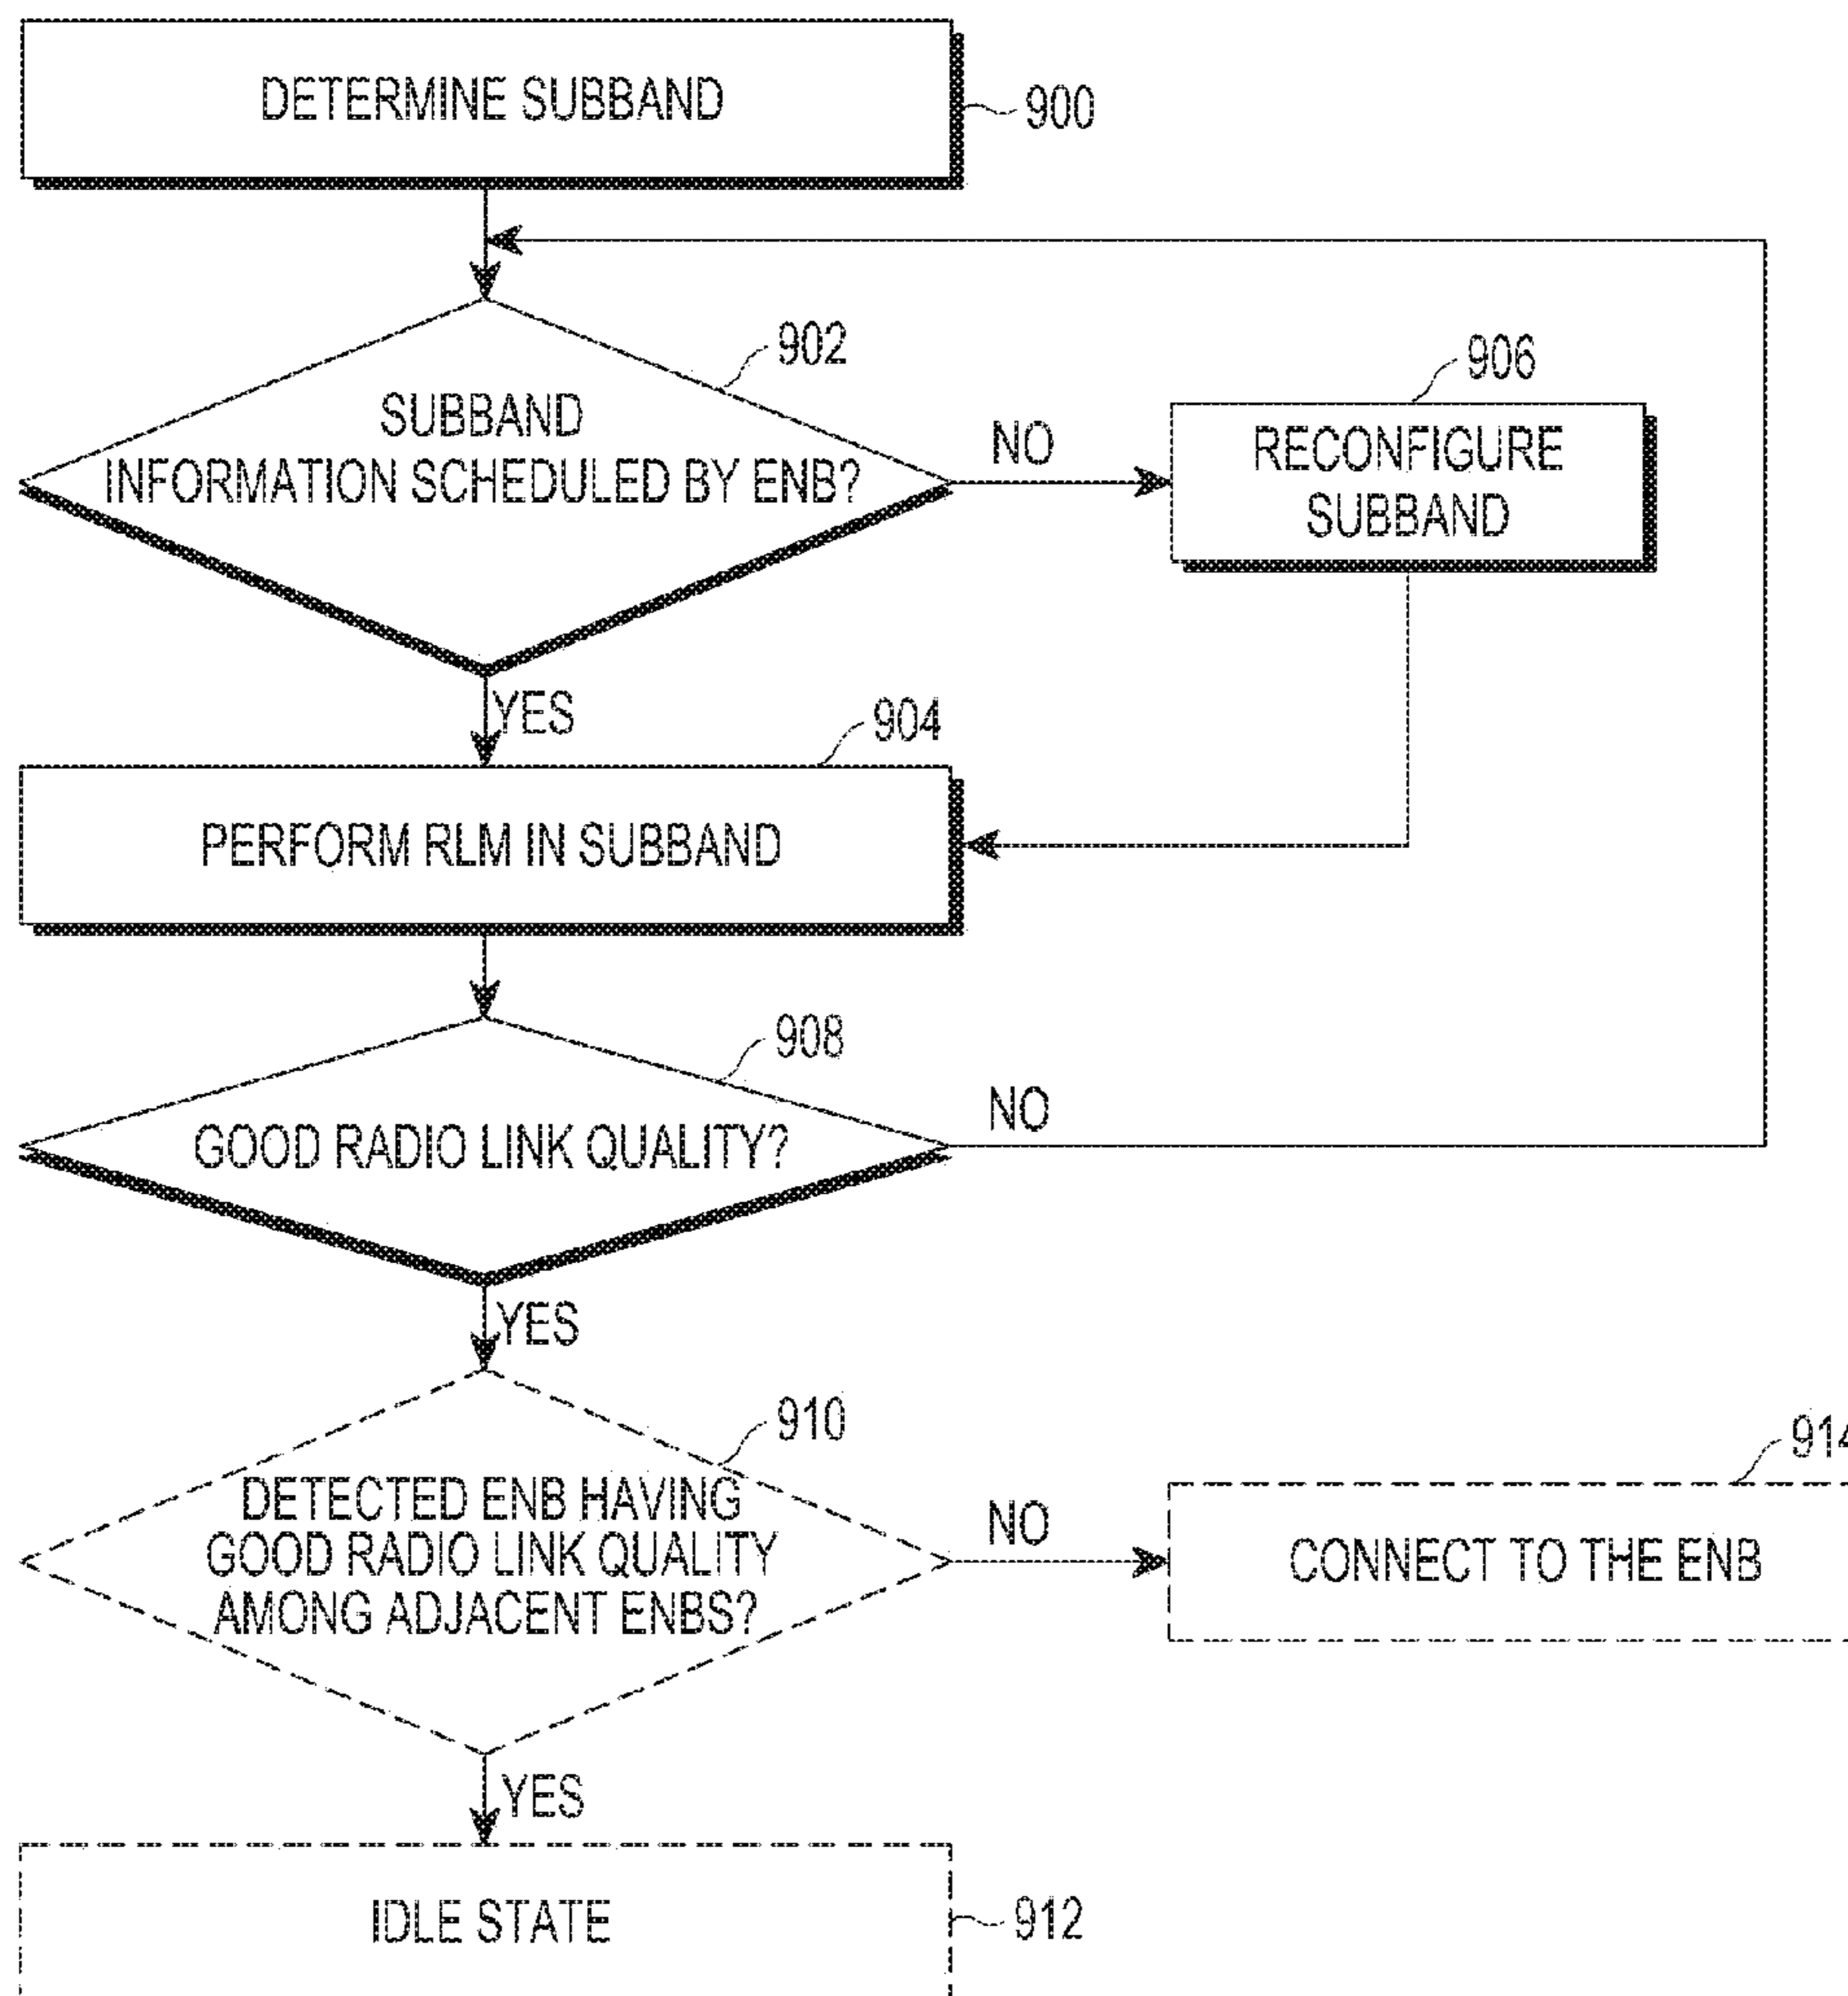 DETERMINE SUBBAND
900
902
SUBBAND
INFORMATION SCHEDULED BY ENB?
NO
906
RECONFIGURE
SUBBAND
YES
904
PERFORM RLM IN SUBBAND
908
GOOD RADIO LINK QUALITY?
NO
YES
910
DETECTED ENB HAVING
GOOD RADIO LINK QUALITY
AMONG ADJACENT ENBS?
NO
914
CONNECT TO THE ENB
YES
IDLE STATE
912